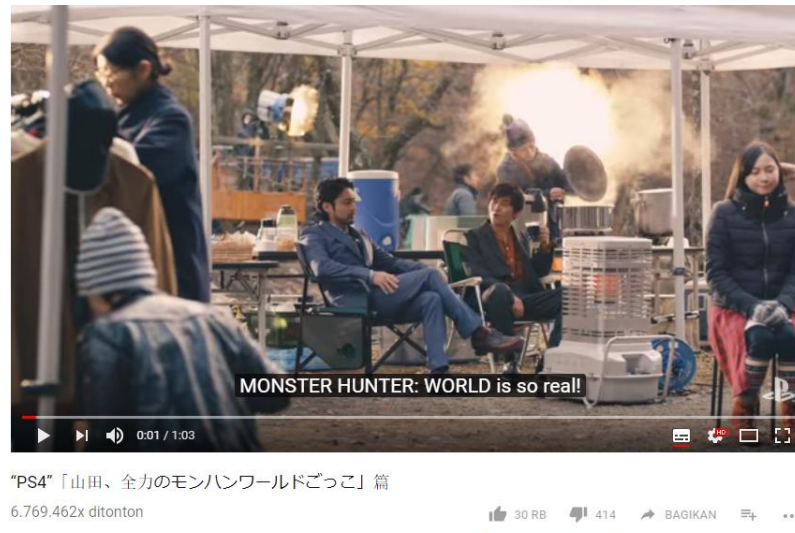 MONSTER HUNTER: WORLD is so real!
0:01 / 1:03
HD
“PS4”「山田、全力のモンハンワールドごっこ」篇
6.769.462x ditonton
30 RB
414
BAGIKAN